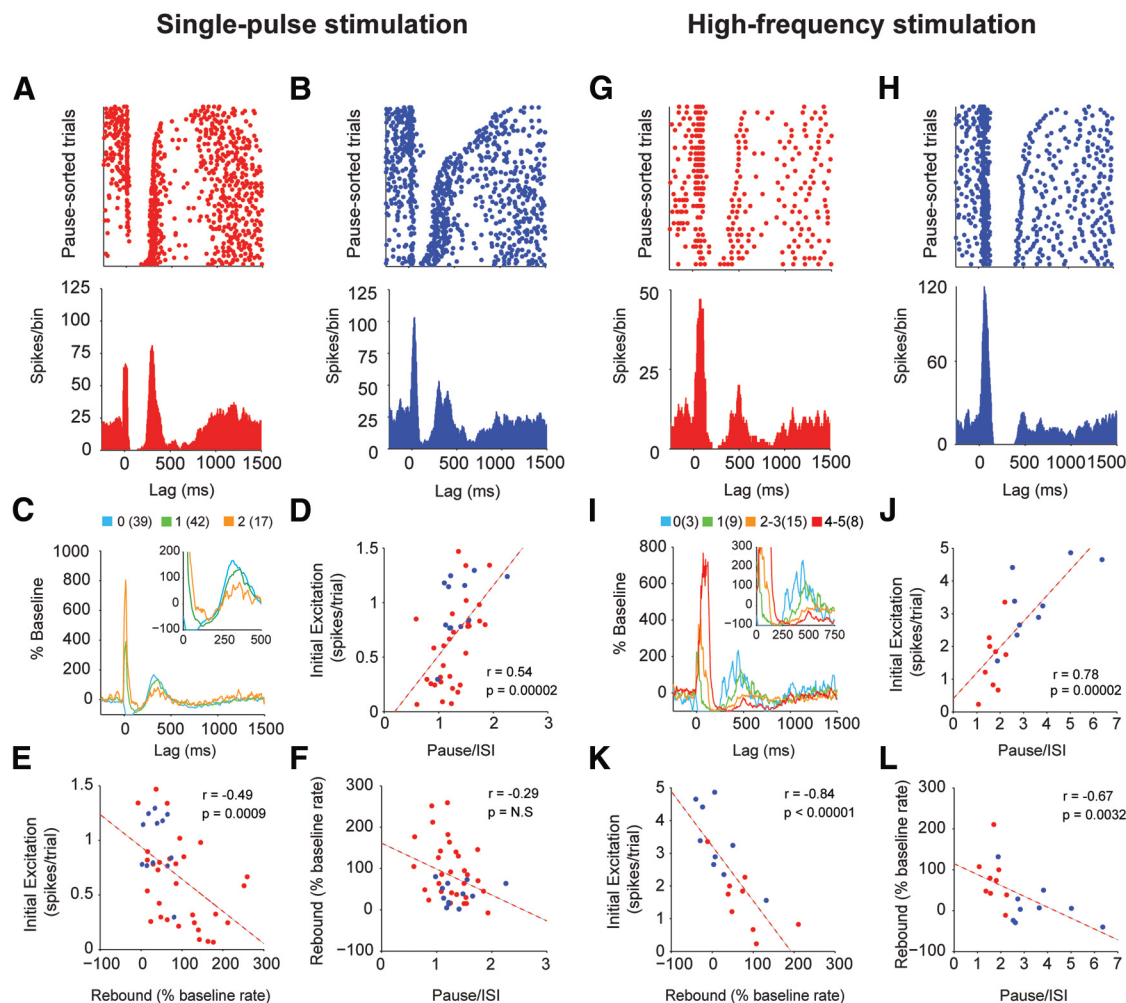 Single-pulse stimulation
High-frequency stimulation
A
Pause-sorted trials
125
100
75
50
25
0
Spikes/bin
0 500 1000 1500
Lag (ms)
B
Pause-sorted trials
125
100
75
50
25
0
Spikes/bin
0 500 1000 1500
Lag (ms)
G
Pause-sorted trials
50
25
0
Spikes/bin
0 500 1000 1500
Lag (ms)
H
Pause-sorted trials
120
60
0
Spikes/bin
0 500 1000 1500
Lag (ms)
C
0 (39) 1 (42) 2 (17)
1000
800
600
400
200
0
% Baseline
200
100
0
−100
0 250 500
0 500 1000 1500
Lag (ms)
D
1.5
1
0.5
0
Initial Excitation
(spikes/trial)
r = 0.54
p = 0.00002
0 1 2 3
Pause/ISI
I
0(3) 1(9) 2-3(15) 4-5(8)
800
600
400
200
0
% Baseline
300
200
100
0
−100
0 250 500 750
0 500 1000 1500
Lag (ms)
J
5
4
3
2
1
0
Initial Excitation
(spikes/trial)
r = 0.78
p = 0.00002
0 1 2 3 4 5 6 7
Pause/ISI
E
1.5
1
0.5
0
Initial Excitation
(spikes/trial)
r = -0.49
p = 0.0009
−100 0 100 200 300
Rebound (% baseline rate)
F
300
200
100
0
−100
Rebound (% baseline rate)
r = -0.29
p = N.S
0 1 2 3
Pause/ISI
K
5
4
3
2
1
0
Initial Excitation
(spikes/trial)
r = -0.84
p < 0.00001
−100 0 100 200 300
Rebound (% baseline rate)
L
300
200
100
0
−100
Rebound (% baseline rate)
r = -0.67
p = 0.0032
0 1 2 3 4 5 6 7
Pause/ISI